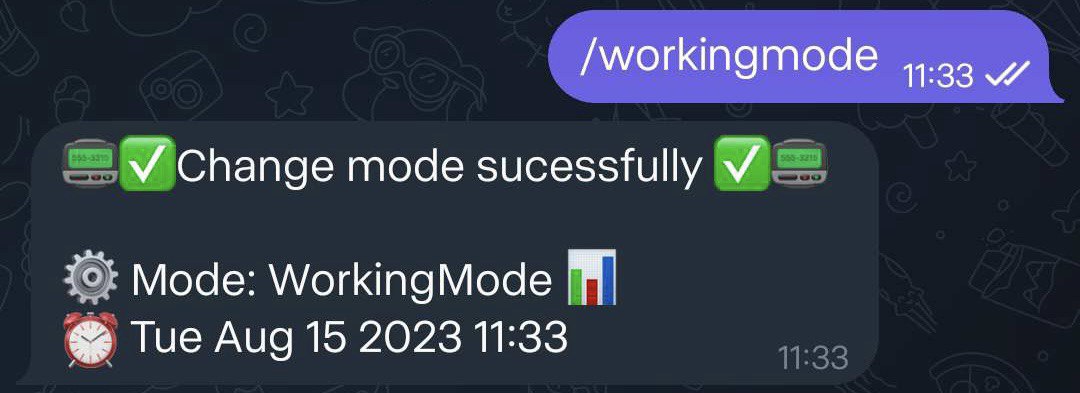 /workingmode 11:33
📟✅Change mode sucessfully ✅📟
⚙️ Mode: WorkingMode 📊
⏰ Tue Aug 15 2023 11:33
11:33